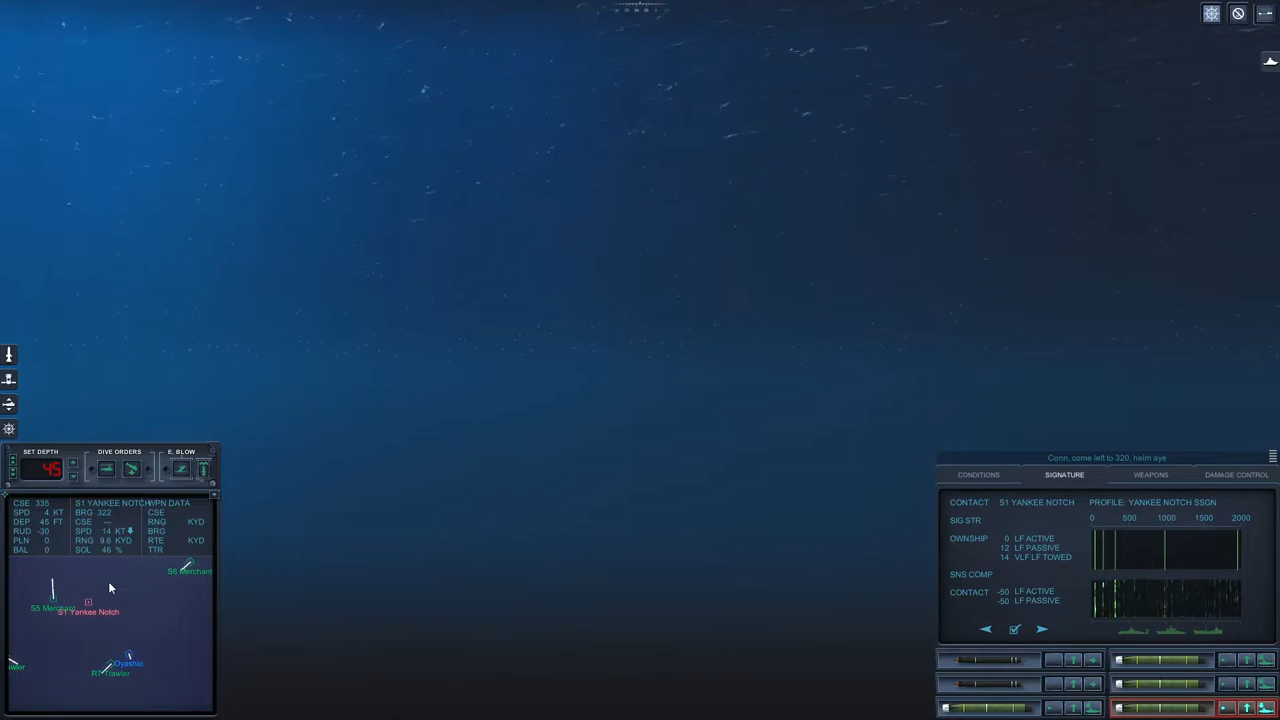 SET DEPTH
DIVE ORDERS
E. BLOW
45
CSE 335
SPD 4 KT
DEP 45 FT
RUD -30
PLN 0
BAL 0
S1 YANKEE NOTCH
BRG 322
CSE ---
SPD 14 KT
RNG 9.6 KYD
SOL 46 %
WPN DATA
CSE
RNG KYD
BRG
RTE KYD
TTR
S6 Merchant
S5 Merchant
S1 Yankee Notch
Oyashio
R7 Trawler
wler
Conn, come left to 320, helm aye
CONDITIONS
SIGNATURE
WEAPONS
DAMAGE CONTROL
CONTACT S1 YANKEE NOTCH
PROFILE: YANKEE NOTCH SSGN
SIG STR
0 500 1000 1500 2000
OWNSHIP 0 LF ACTIVE
12 LF PASSIVE
14 VLF LF TOWED
SNS COMP
CONTACT -50 LF ACTIVE
-50 LF PASSIVE